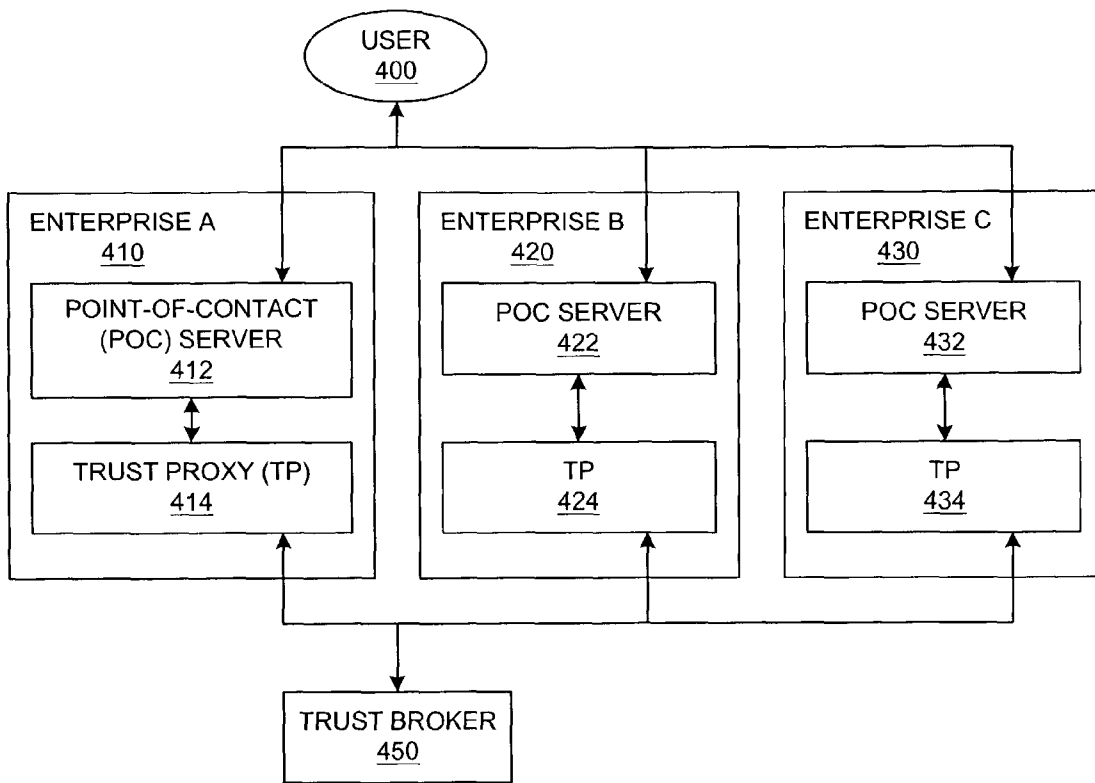 USER
400
ENTERPRISE A
410
POINT-OF-CONTACT
(POC) SERVER
412
TRUST PROXY (TP)
414
ENTERPRISE B
420
POC SERVER
422
TP
424
ENTERPRISE C
430
POC SERVER
432
TP
434
TRUST BROKER
450